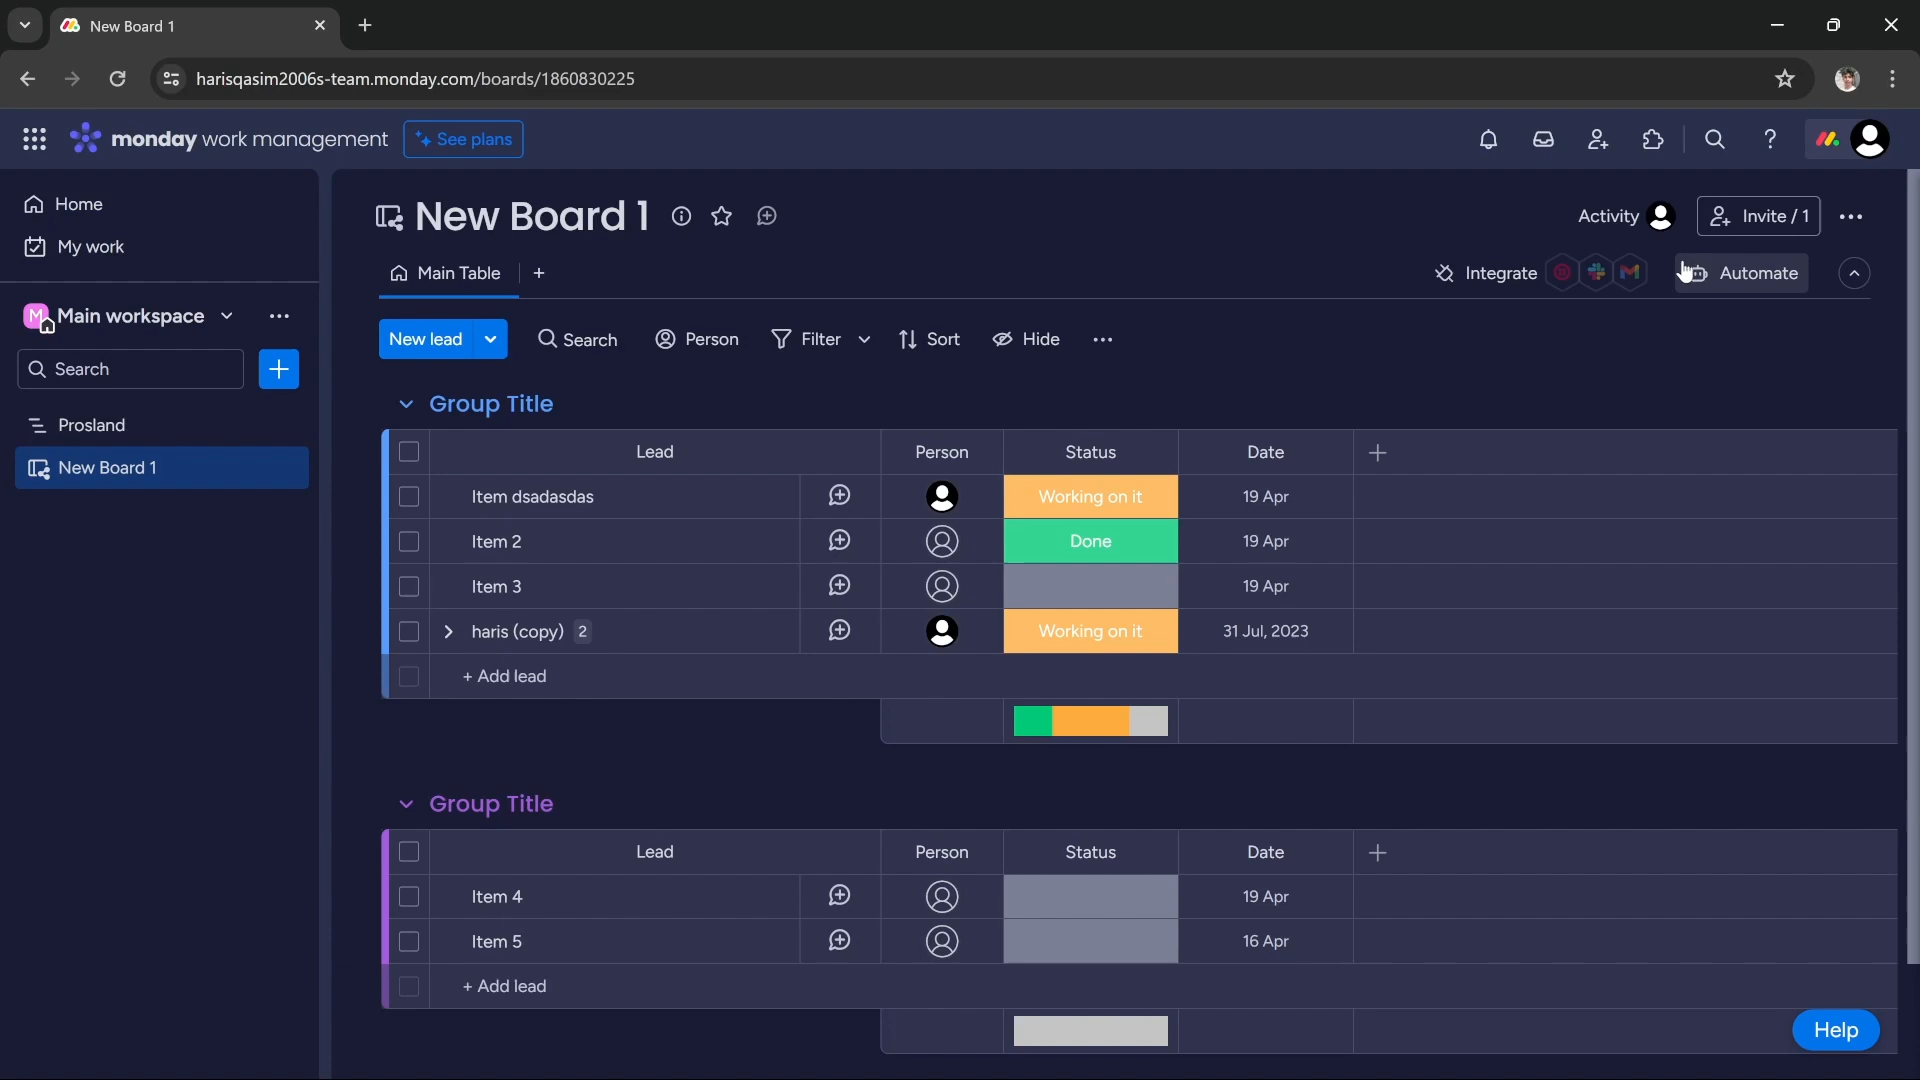 New Board 1
harisqasim2006s-team.monday.com/boards/1860830225
monday work management
See plans
Home
My work
M Main workspace
Search
Prosland
New Board 1
New Board 1
Activity
Invite / 1
Main Table
Integrate
Automate
New lead
Search
Person
Filter
Sort
Hide
Group Title
Lead Person Status Date
Item dsadasdas Working on it 19 Apr
Item 2 Done 19 Apr
Item 3 19 Apr
haris (copy) 2 Working on it 31 Jul, 2023
+ Add lead
Group Title
Lead Person Status Date
Item 4 19 Apr
Item 5 16 Apr
+ Add lead
Help